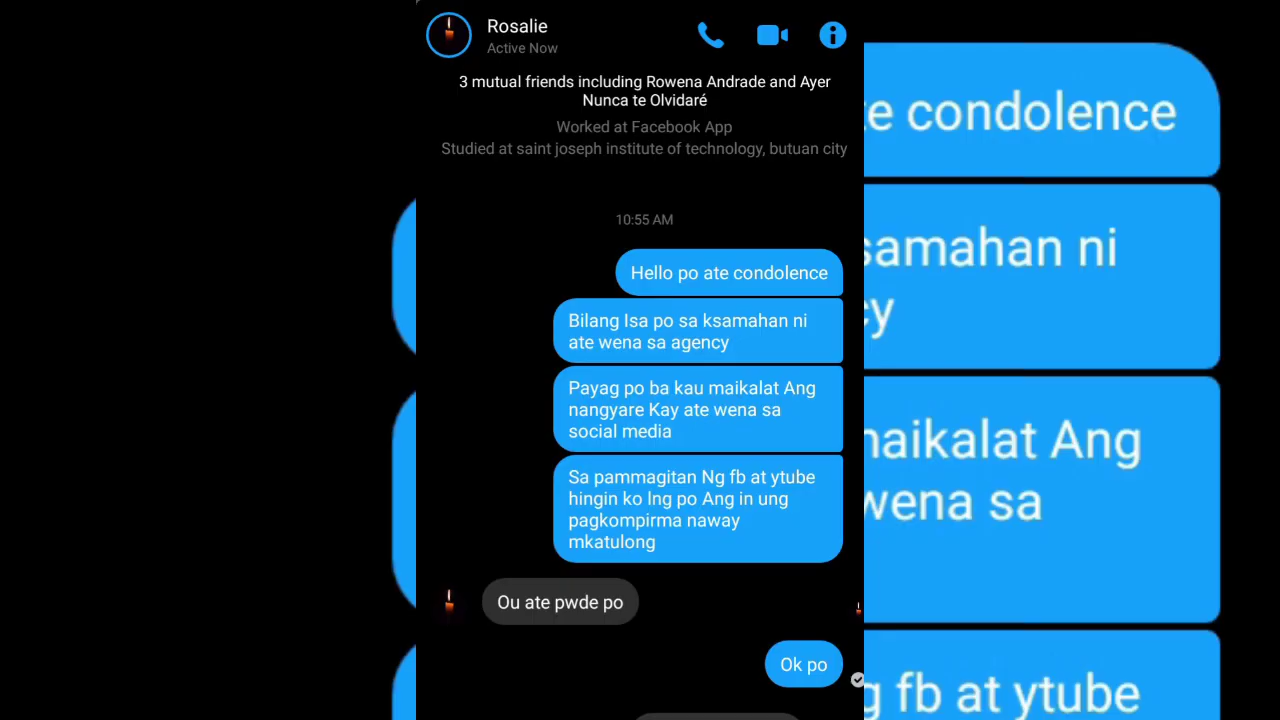 Rosalie
Active Now
3 mutual friends including Rowena Andrade and Ayer
Nunca te Olvidaré
Worked at Facebook App
Studied at saint joseph institute of technology, butuan city
10:55 AM
Hello po ate condolence
Bilang Isa po sa ksamahan ni
ate wena sa agency
Payag po ba kau maikalat Ang
nangyare Kay ate wena sa
social media
Sa pammagitan Ng fb at ytube
hingin ko lng po Ang in ung
pagkompirma naway
mkatulong
Ou ate pwde po
Ok po
te condolence
samahan ni
cy
maikalat Ang
wena sa
g fb at ytube